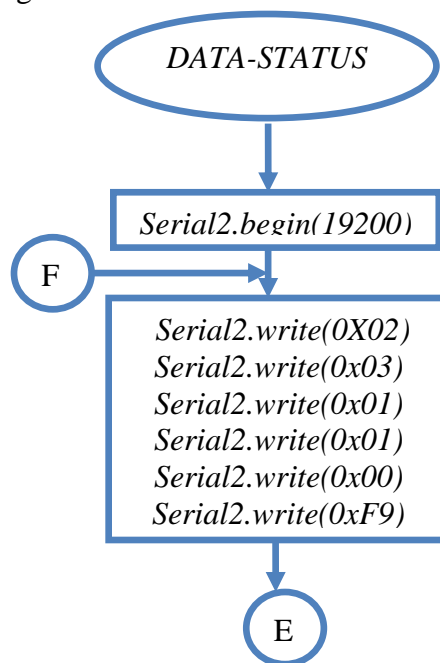 DATA-STATUS
Serial2.begin(19200)
F
Serial2.write(0X02)
Serial2.write(0x03)
Serial2.write(0x01)
Serial2.write(0x01)
Serial2.write(0x00)
Serial2.write(0xF9)
E